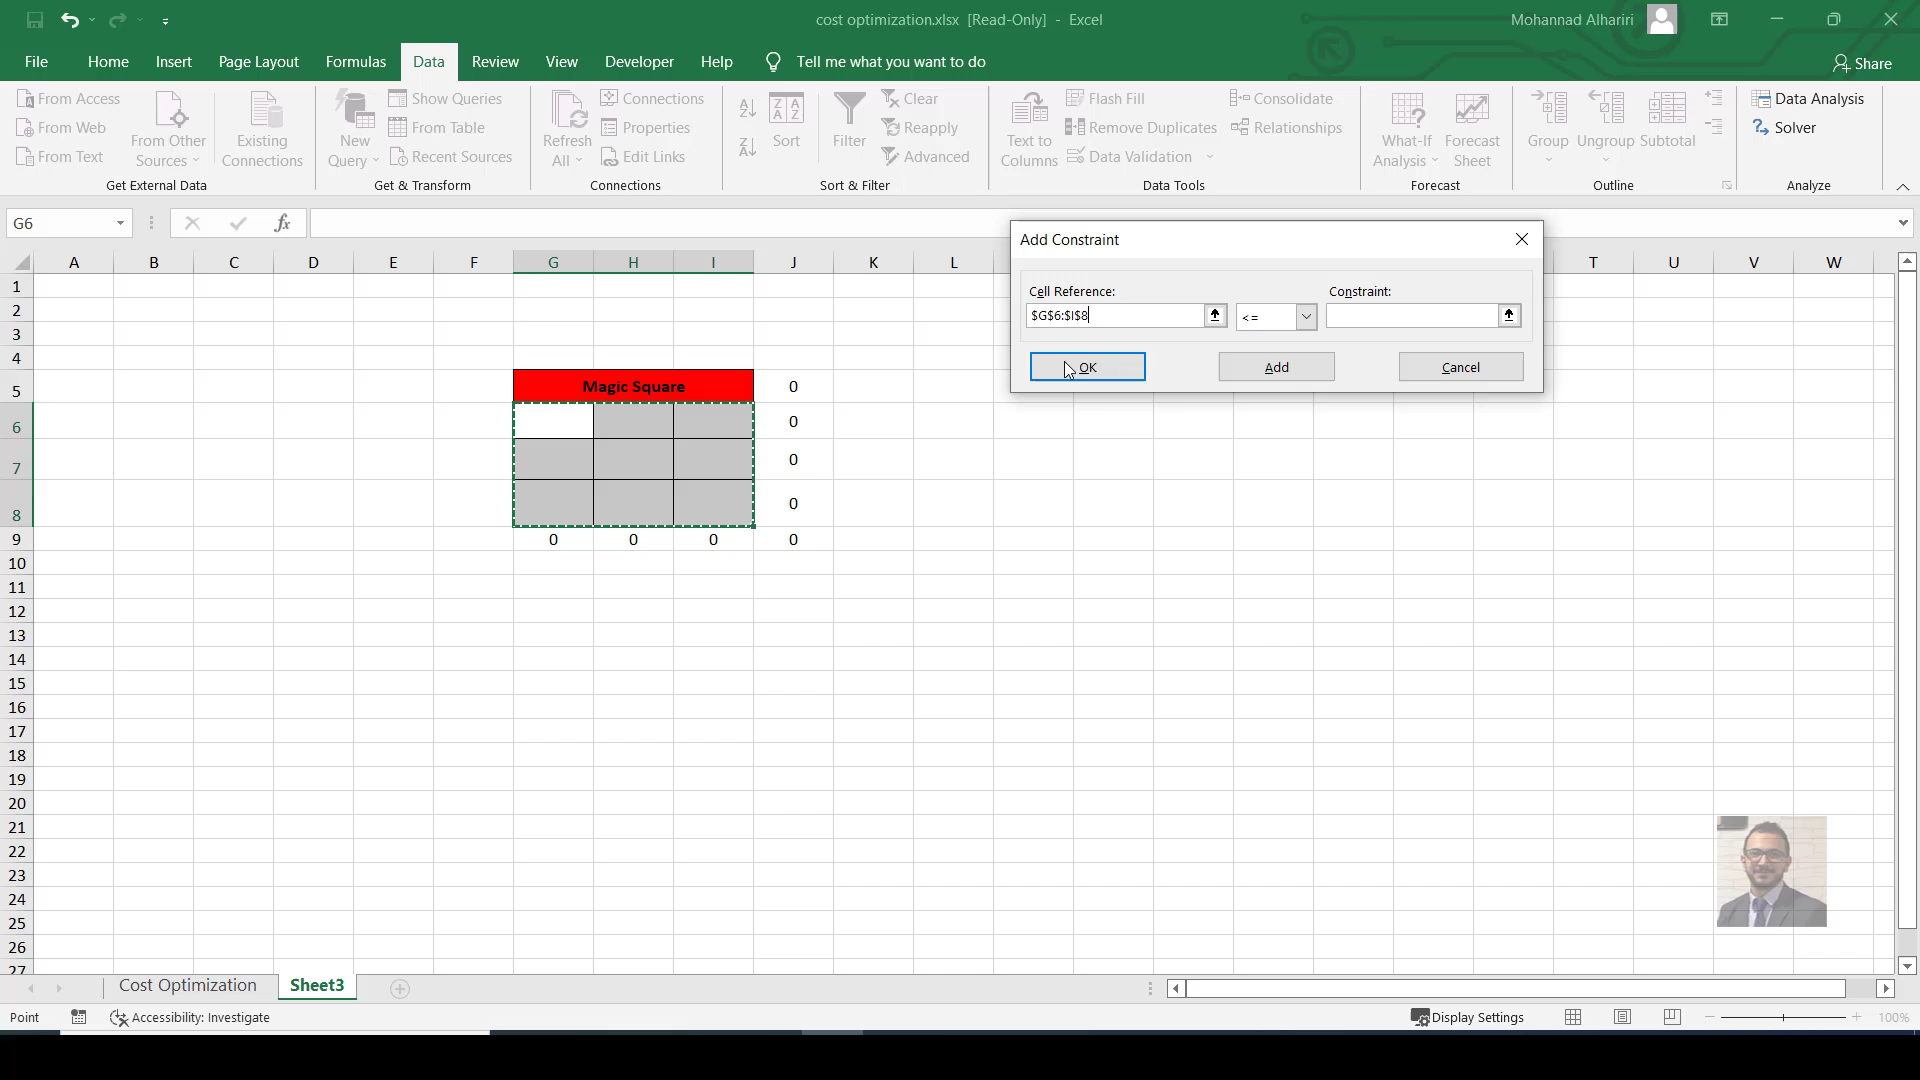 cost optimization.xlsx [Read-Only] - Excel
Mohannad Alhariri
File Home Insert Page Layout Formulas Data Review View Developer Help Tell me what you want to do
Share
From Access
From Web
From Text
From Other Sources
Existing Connections
Get External Data
New Query
Show Queries
From Table
Recent Sources
Get & Transform
Refresh All
Connections
Properties
Edit Links
Connections
Sort
Filter
Clear
Reapply
Advanced
Sort & Filter
Text to Columns
Flash Fill
Remove Duplicates
Data Validation
Consolidate
Relationships
Data Tools
What-If Analysis
Forecast Sheet
Forecast
Group
Ungroup
Subtotal
Outline
Data Analysis
Solver
Analyze
G6
fx
Add Constraint
Cell Reference:
Constraint:
$G$6:$I$8
<=
OK
Add
Cancel
A B C D E F G H I J K L T U V W
1
2
3
4
5 Magic Square 0
6 0
7 0
8 0
9 0 0 0 0
10
11
12
13
14
15
16
17
18
19
20
21
22
23
24
25
26
27
Cost Optimization
Sheet3
Point
Accessibility: Investigate
Display Settings
100%